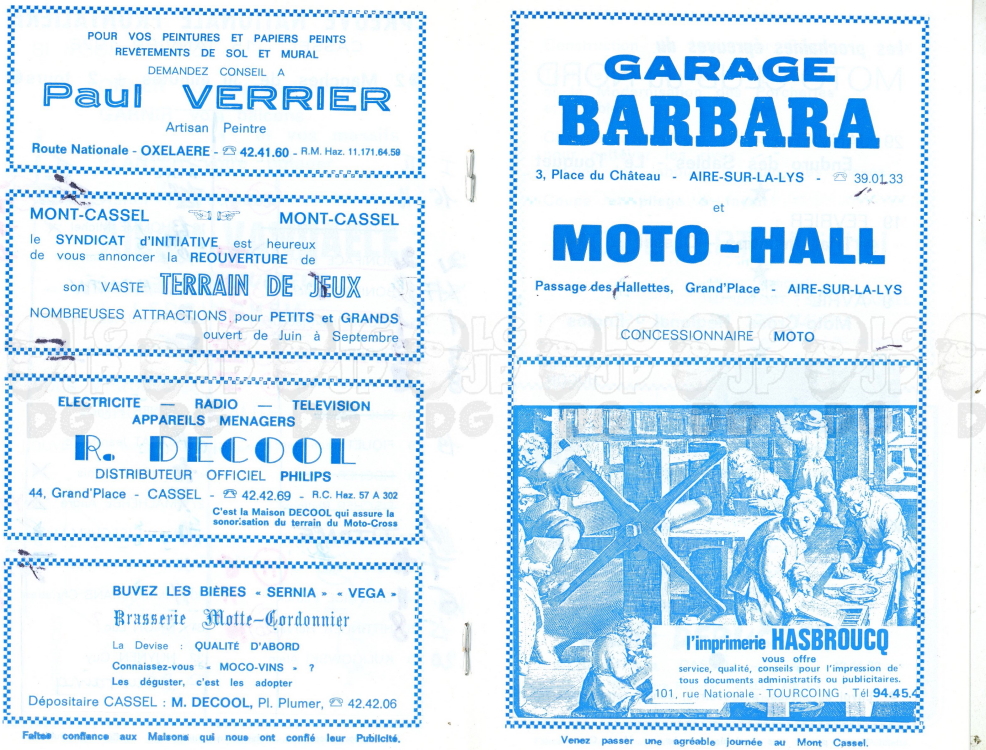 POUR VOS PEINTURES ET PAPIERS PEINTS
REVÊTEMENTS DE SOL ET MURAL
DEMANDEZ CONSEIL A
Paul VERRIER
Artisan Peintre
Route Nationale - OXELAERE - ☏ 42.41.60 - R.M. Haz. 11.171.64.59
MONT-CASSEL MONT-CASSEL
le SYNDICAT d'INITIATIVE est heureux
de vous annoncer la REOUVERTURE de
son VASTE TERRAIN DE JEUX
NOMBREUSES ATTRACTIONS pour PETITS et GRANDS
ouvert de Juin à Septembre
ELECTRICITE — RADIO — TELEVISION
APPAREILS MENAGERS
R. DECOOL
DISTRIBUTEUR OFFICIEL PHILIPS
44, Grand'Place - CASSEL - ☏ 42.42.69 - R.C. Haz. 57 A 302
C'est la Maison DECOOL qui assure la
sonorisation du terrain du Moto-Cross
BUVEZ LES BIÈRES « SERNIA » « VEGA »
Brasserie Motte-Cordonnier
La Devise : QUALITÉ D'ABORD
Connaissez-vous « MOCO-VINS » ?
Les déguster, c'est les adopter
Dépositaire CASSEL : M. DECOOL, Pl. Plumer, ☏ 42.42.06
Faites confiance aux Maisons qui nous ont confié leur Publicité.
GARAGE
BARBARA
3, Place du Château - AIRE-SUR-LA-LYS - ☏ 39.01.33
et
MOTO-HALL
Passage des Hallettes, Grand'Place - AIRE-SUR-LA-LYS
CONCESSIONNAIRE MOTO
l'imprimerie HASBROUCQ
vous offre
service, qualité, conseils pour l'impression de
tous documents administratifs ou publicitaires.
101, rue Nationale - TOURCOING - Tél 94.45.4
Venez passer une agréable journée au Mont Cassel.
LG JP DG